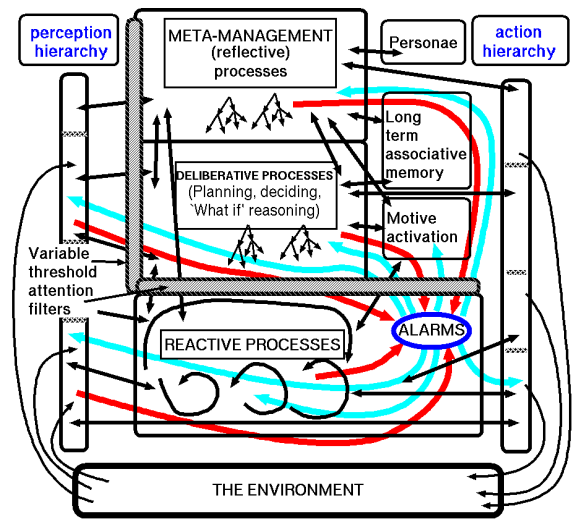 perception
hierarchy
META-MANAGEMENT
(reflective)
processes
Personae
action
hierarchy
Long
term
associative
memory
DELIBERATIVE PROCESSES
(Planning, deciding,
`What if' reasoning)
Motive
activation
Variable
threshold
attention
filters
ALARMS
REACTIVE PROCESSES
THE ENVIRONMENT